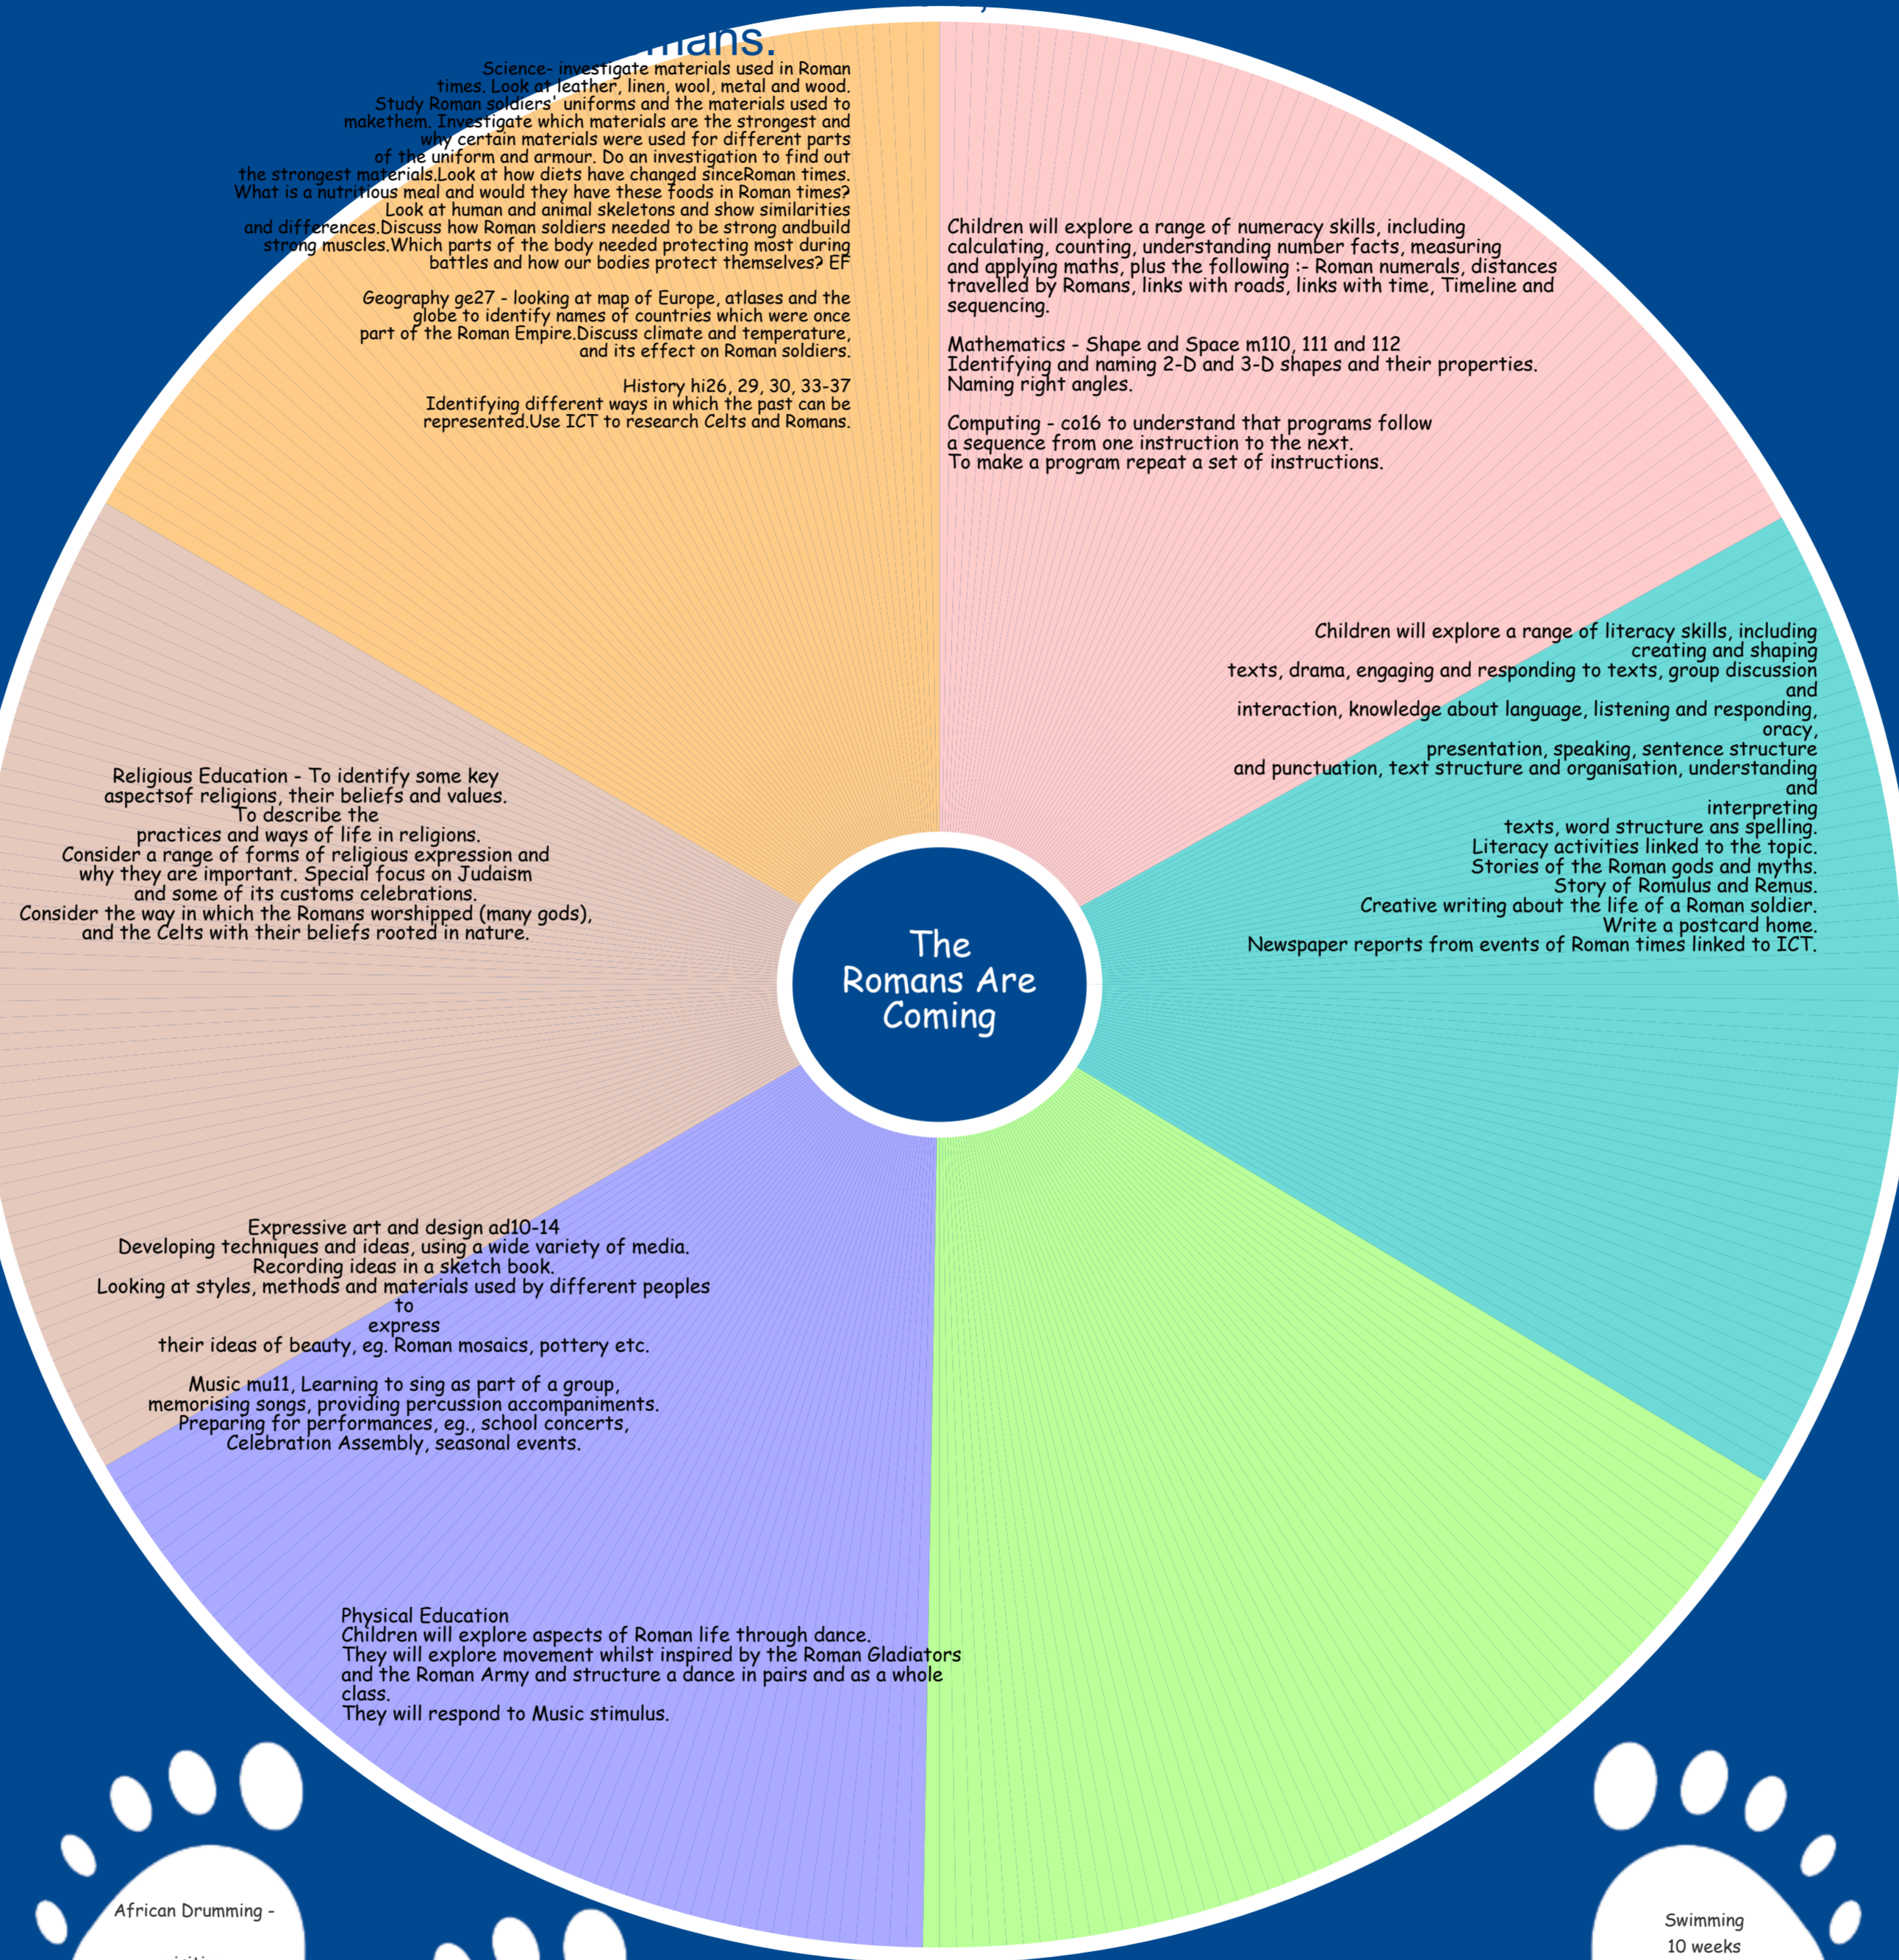 Science- investigate materials used in Roman
times. Look at leather, linen, wool, metal and wood.
Study Roman soldiers' uniforms and the materials used to
makethem. Investigate which materials are the strongest and
why certain materials were used for different parts
of the uniform and armour. Do an investigation to find out
the strongest materials.Look at how diets have changed sinceRoman times.
What is a nutritious meal and would they have these foods in Roman times?
Look at human and animal skeletons and show similarities
and differences.Discuss how Roman soldiers needed to be strong andbuild
strong muscles.Which parts of the body needed protecting most during
battles and how our bodies protect themselves? EF
Geography ge27 - looking at map of Europe, atlases and the
globe to identify names of countries which were once
part of the Roman Empire.Discuss climate and temperature,
and its effect on Roman soldiers.
History hi26, 29, 30, 33-37
Identifying different ways in which the past can be
represented.Use ICT to research Celts and Romans.
Children will explore a range of numeracy skills, including
calculating, counting, understanding number facts, measuring
and applying maths, plus the following :- Roman numerals, distances
travelled by Romans, links with roads, links with time, Timeline and
sequencing.
Mathematics - Shape and Space m110, 111 and 112
Identifying and naming 2-D and 3-D shapes and their properties.
Naming right angles.
Computing - co16 to understand that programs follow
a sequence from one instruction to the next.
To make a program repeat a set of instructions.
Children will explore a range of literacy skills, including
creating and shaping
texts, drama, engaging and responding to texts, group discussion
and
interaction, knowledge about language, listening and responding,
oracy,
presentation, speaking, sentence structure
and punctuation, text structure and organisation, understanding
and
interpreting
texts, word structure ans spelling.
Literacy activities linked to the topic.
Stories of the Roman gods and myths.
Story of Romulus and Remus.
Creative writing about the life of a Roman soldier.
Write a postcard home.
Newspaper reports from events of Roman times linked to ICT.
Religious Education - To identify some key
aspectsof religions, their beliefs and values.
To describe the
practices and ways of life in religions.
Consider a range of forms of religious expression and
why they are important. Special focus on Judaism
and some of its customs celebrations.
Consider the way in which the Romans worshipped (many gods),
and the Celts with their beliefs rooted in nature.
The
Romans Are
Coming
Expressive art and design ad10-14
Developing techniques and ideas, using a wide variety of media.
Recording ideas in a sketch book.
Looking at styles, methods and materials used by different peoples
to
express
their ideas of beauty, eg. Roman mosaics, pottery etc.
Music mu11, Learning to sing as part of a group,
memorising songs, providing percussion accompaniments.
Preparing for performances, eg., school concerts,
Celebration Assembly, seasonal events.
Physical Education
Children will explore aspects of Roman life through dance.
They will explore movement whilst inspired by the Roman Gladiators
and the Roman Army and structure a dance in pairs and as a whole
class.
They will respond to Music stimulus.
African Drumming -
Swimming
10 weeks